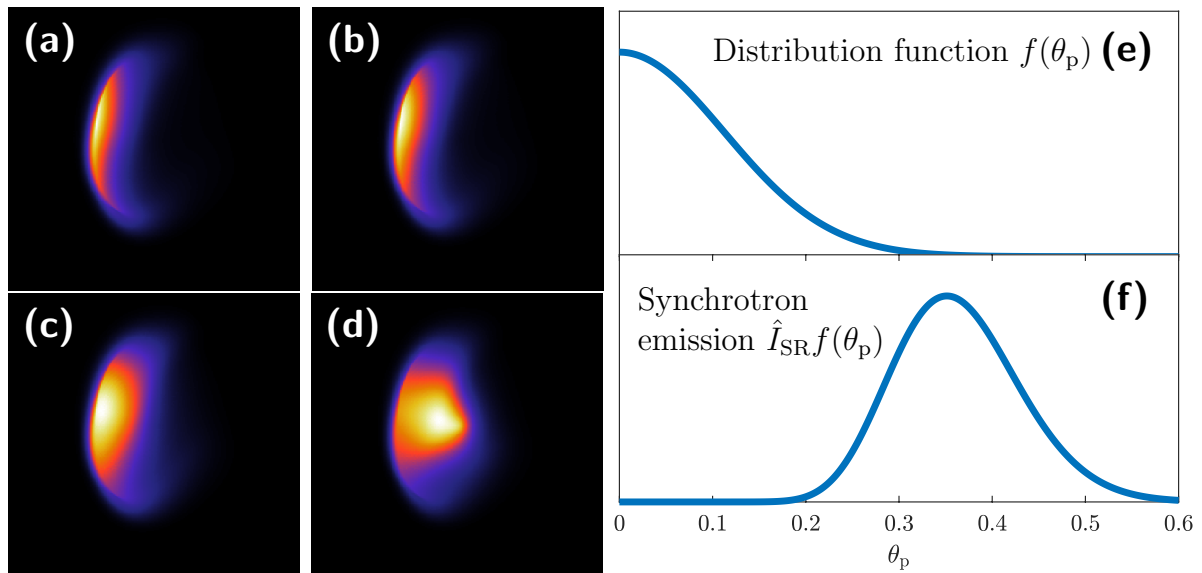 (a)
(b)
(c)
(d)
Distribution function f(θp) (e)
Synchrotron (f)
emission ÎSR f(θp)
0 0.1 0.2 0.3 0.4 0.5 0.6
θp